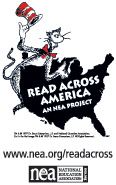 READ ACROSS
AMERICA
AN NEA PROJECT
www.nea.org/readacross
nea
NATIONAL
EDUCATION
ASSOCIATION